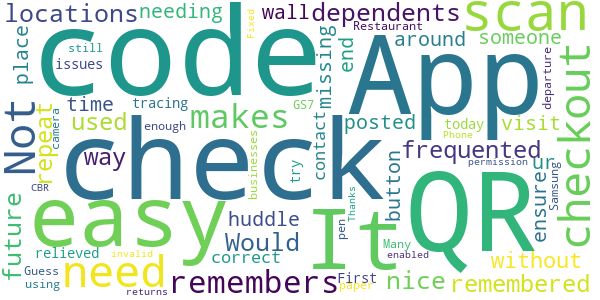 locations needing wall dependents scan
place code App someone
still around
issues end missing
Fixed Restaurant
time tracing GS7 departure
Not repeat camera used makes contact posted today visit
enough businesses Phone
way try button frequented permission
CBR check QR checkout
easy It ur ensure Samsung
future huddle Would pen
relieved correct Many enabled without
Guess need First Thanks
using invalid remembers paper nice remembered
returns